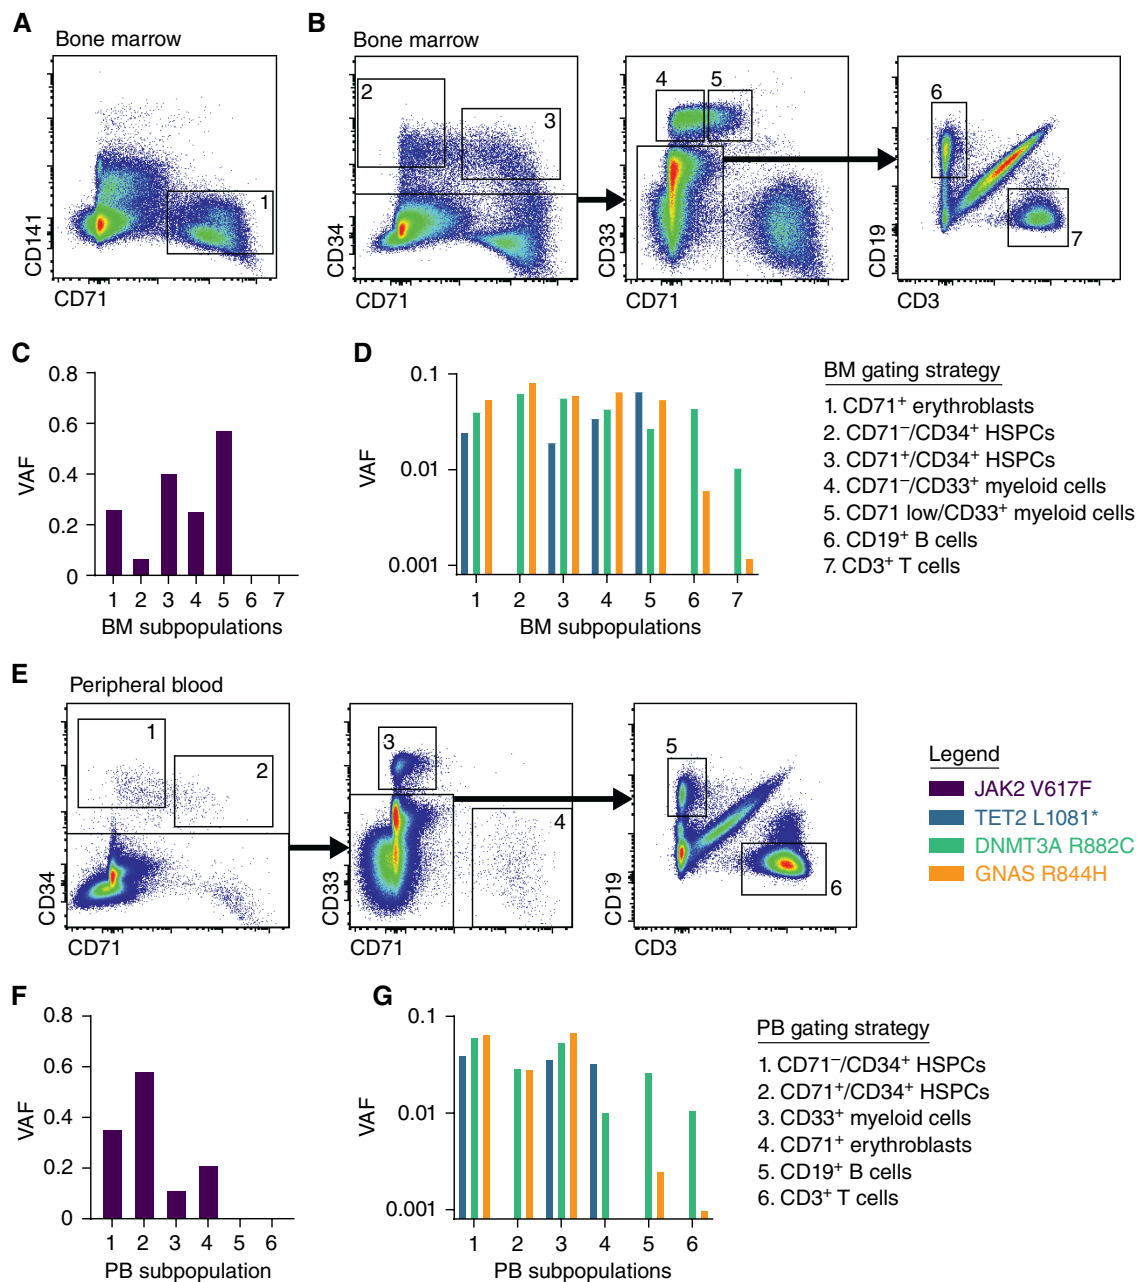 A
Bone marrow
1
CD141
CD71
B
Bone marrow
2
3
CD34
CD71
4
5
CD33
CD71
6
7
CD19
CD3
C
0.8
0.6
0.4
0.2
0
VAF
1 2 3 4 5 6 7
BM subpopulations
D
0.1
0.01
0.001
VAF
1 2 3 4 5 6 7
BM subpopulations
BM gating strategy
1. CD71⁺ erythroblasts
2. CD71⁻/CD34⁺ HSPCs
3. CD71⁺/CD34⁺ HSPCs
4. CD71⁻/CD33⁺ myeloid cells
5. CD71 low/CD33⁺ myeloid cells
6. CD19⁺ B cells
7. CD3⁺ T cells
E
Peripheral blood
1
2
CD34
CD71
3
4
CD33
CD71
5
6
CD19
CD3
Legend
JAK2 V617F
TET2 L1081*
DNMT3A R882C
GNAS R844H
F
0.8
0.6
0.4
0.2
0
VAF
1 2 3 4 5 6
PB subpopulation
G
0.1
0.01
0.001
VAF
1 2 3 4 5 6
PB subpopulations
PB gating strategy
1. CD71⁻/CD34⁺ HSPCs
2. CD71⁺/CD34⁺ HSPCs
3. CD33⁺ myeloid cells
4. CD71⁺ erythroblasts
5. CD19⁺ B cells
6. CD3⁺ T cells